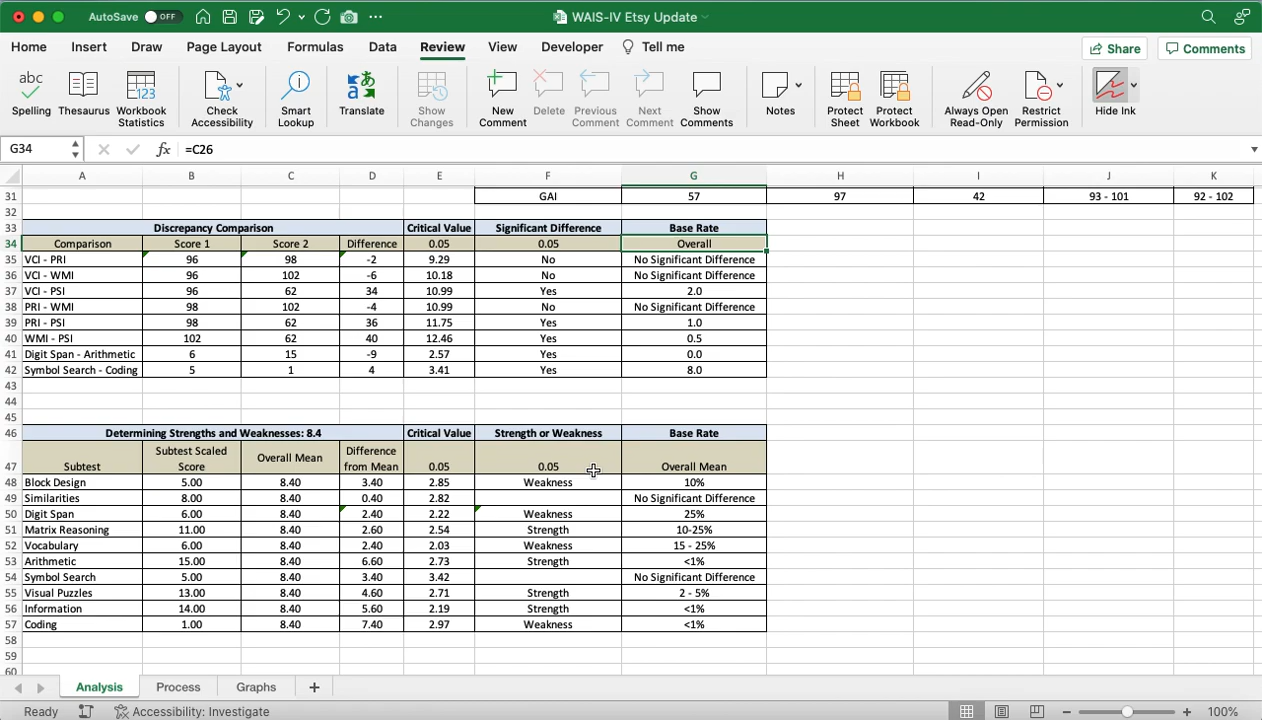 AutoSave OFF WAIS-IV Etsy Update
Home Insert Draw Page Layout Formulas Data Review View Developer Tell me Share Comments
abc 123
Spelling Thesaurus Workbook Statistics Check Accessibility Smart Lookup Translate Show Changes New Comment Delete Previous Comment Next Comment Show Comments Notes Protect Sheet Protect Workbook Always Open Read-Only Restrict Permission Hide Ink
G34 fx =C26
A B C D E F G H I J K
31 GAI 57 97 42 93 - 101 92 - 102
32
33 Discrepancy Comparison Critical Value Significant Difference Base Rate
34 Comparison Score 1 Score 2 Difference 0.05 0.05 Overall
35 VCI - PRI 96 98 -2 9.29 No No Significant Difference
36 VCI - WMI 96 102 -6 10.18 No No Significant Difference
37 VCI - PSI 96 62 34 10.99 Yes 2.0
38 PRI - WMI 98 102 -4 10.99 No No Significant Difference
39 PRI - PSI 98 62 36 11.75 Yes 1.0
40 WMI - PSI 102 62 40 12.46 Yes 0.5
41 Digit Span - Arithmetic 6 15 -9 2.57 Yes 0.0
42 Symbol Search - Coding 5 1 4 3.41 Yes 8.0
43
44
45
46 Determining Strengths and Weaknesses: 8.4 Critical Value Strength or Weakness Base Rate
47 Subtest Subtest Scaled Score Overall Mean Difference from Mean 0.05 0.05 Overall Mean
48 Block Design 5.00 8.40 3.40 2.85 Weakness 10%
49 Similarities 8.00 8.40 0.40 2.82 No Significant Difference
50 Digit Span 6.00 8.40 2.40 2.22 Weakness 25%
51 Matrix Reasoning 11.00 8.40 2.60 2.54 Strength 10-25%
52 Vocabulary 6.00 8.40 2.40 2.03 Weakness 15 - 25%
53 Arithmetic 15.00 8.40 6.60 2.73 Strength <1%
54 Symbol Search 5.00 8.40 3.40 3.42 No Significant Difference
55 Visual Puzzles 13.00 8.40 4.60 2.71 Strength 2 - 5%
56 Information 14.00 8.40 5.60 2.19 Strength <1%
57 Coding 1.00 8.40 7.40 2.97 Weakness <1%
58
59
60
Analysis Process Graphs
Ready Accessibility: Investigate 100%